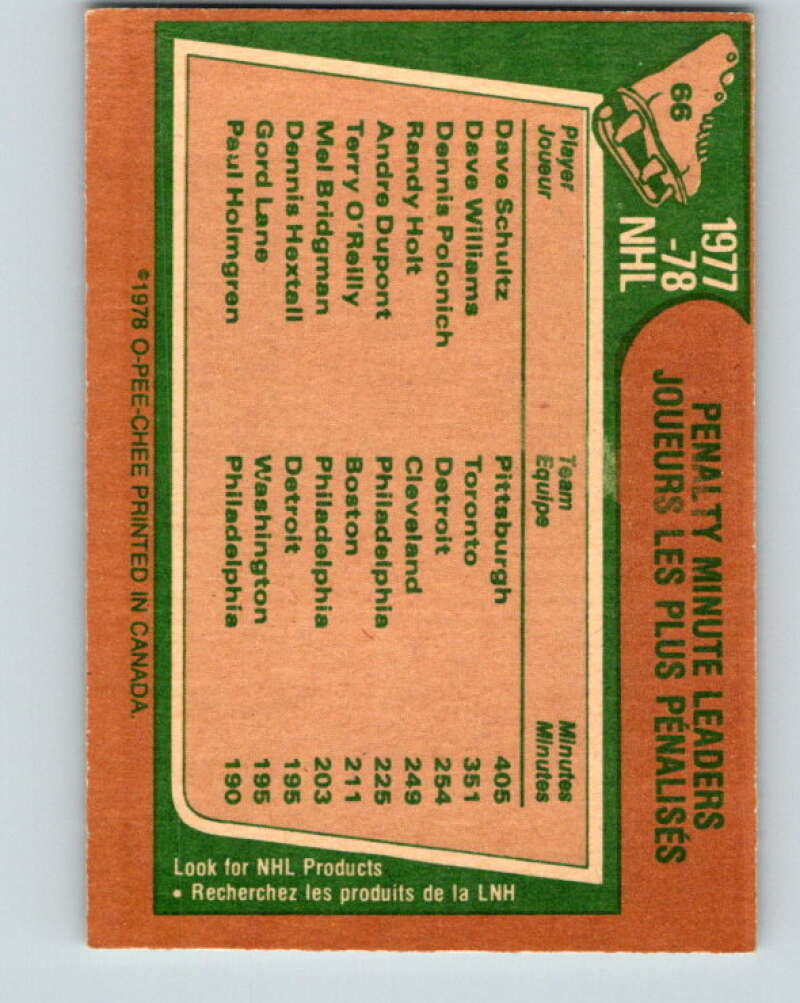 66
1977
-78
NHL
PENALTY MINUTE LEADERS
JOUEURS LES PLUS PÉNALISÉS
Player Team Minutes
Joueur Equipe Minutes
Dave Schultz Pittsburgh 405
Dave Williams Toronto 351
Dennis Polonich Detroit 254
Randy Holt Cleveland 249
Andre Dupont Philadelphia 225
Terry O'Reilly Boston 211
Mel Bridgman Philadelphia 203
Dennis Hextall Detroit 195
Gord Lane Washington 195
Paul Holmgren Philadelphia 190
Look for NHL Products
• Recherchez les produits de la LNH
©1978 O-PEE-CHEE PRINTED IN CANADA.